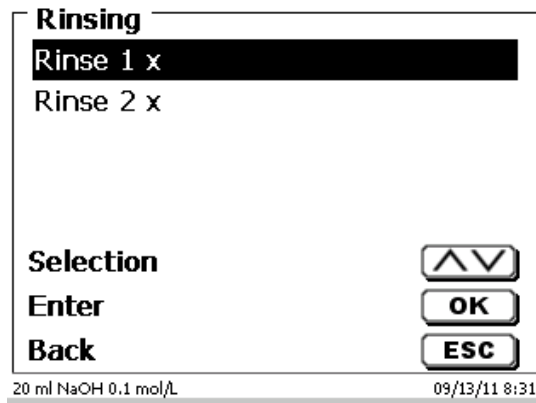 Rinsing
Rinse 1 x
Rinse 2 x
Selection
Enter OK
Back ESC
20 ml NaOH 0.1 mol/L 09/13/11 8:31